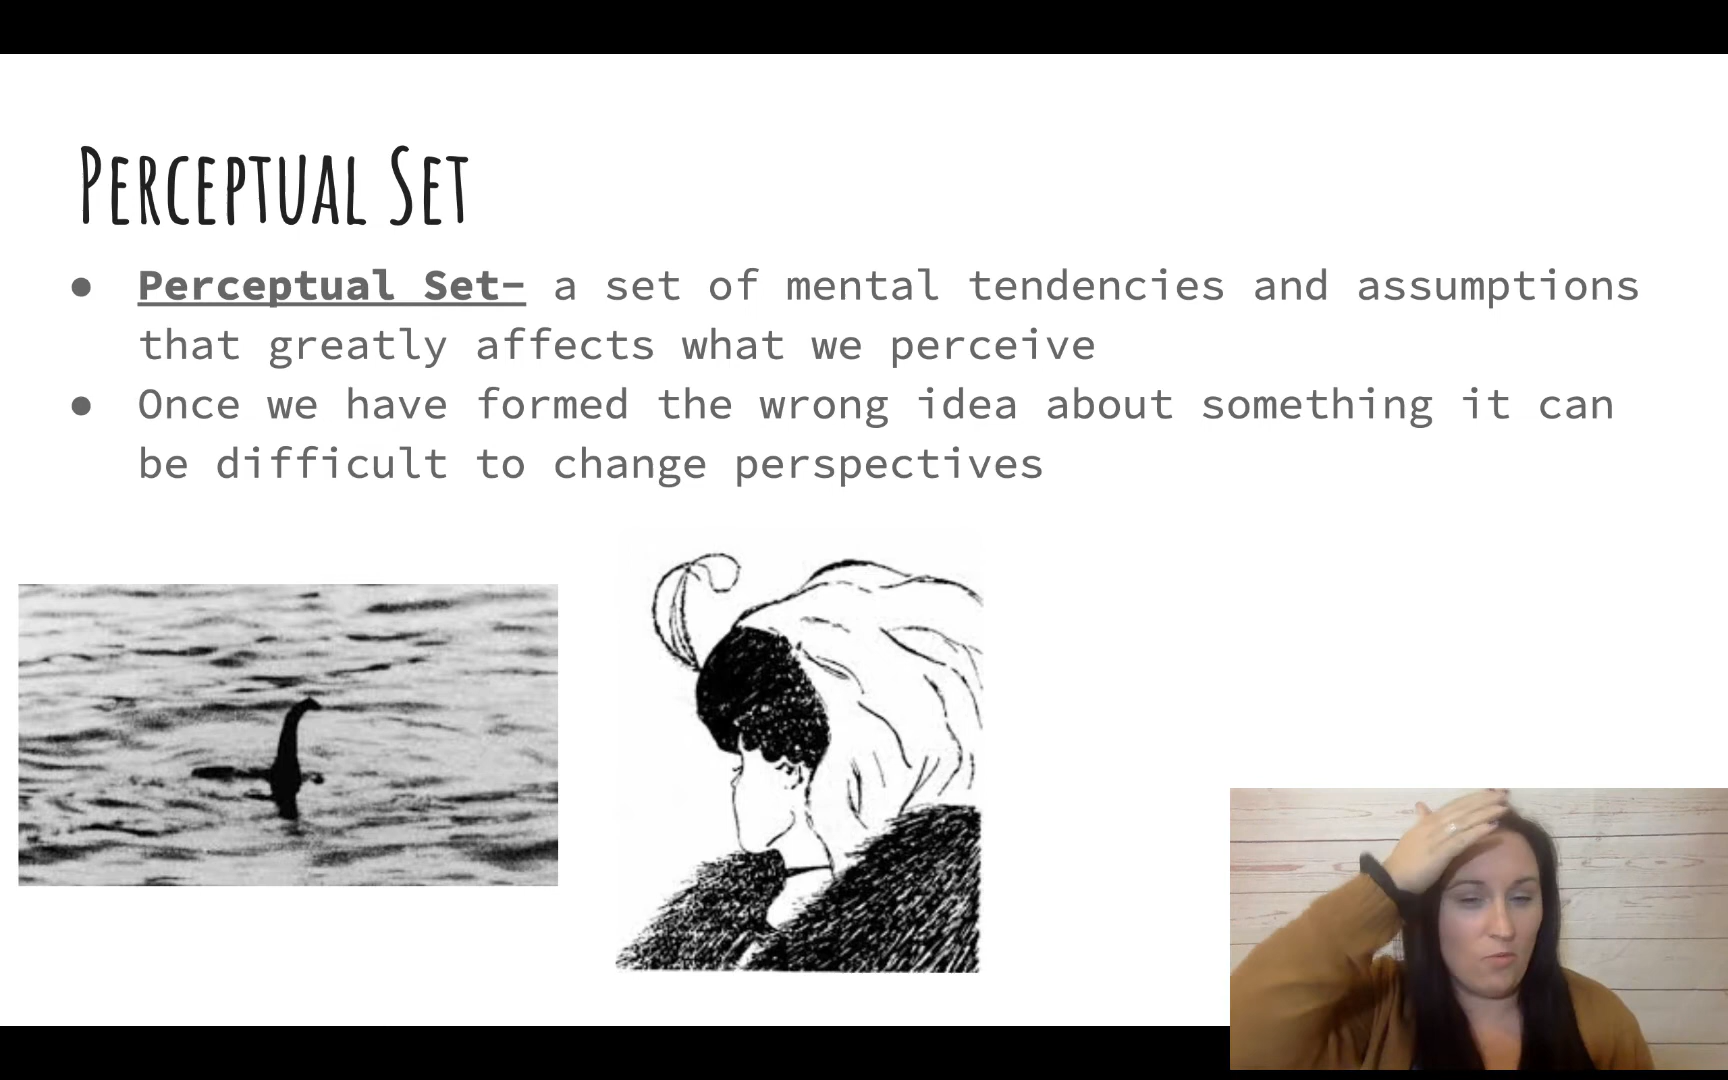 Perceptual Set
● Perceptual Set- a set of mental tendencies and assumptions
that greatly affects what we perceive
● Once we have formed the wrong idea about something it can
be difficult to change perspectives